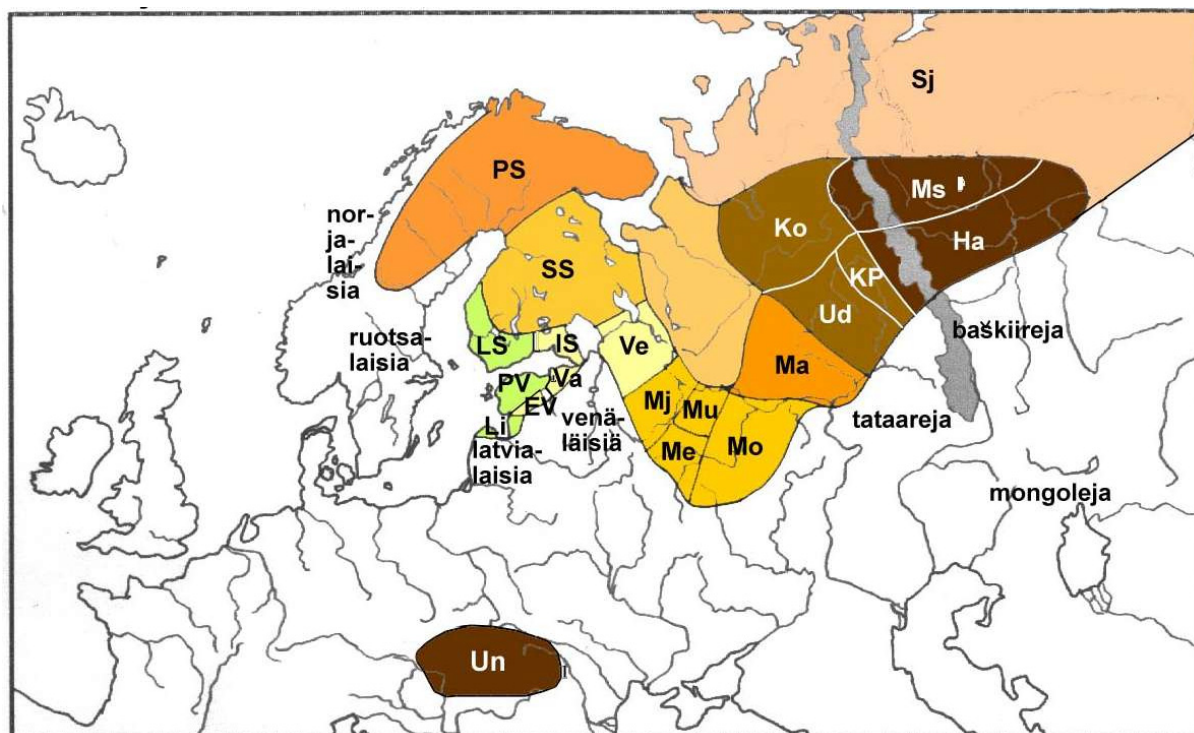 Sj
PS
Ms
nor-
ja-
lai-
sia
Ko
Ha
SS
KP
Ud
baškiireja
ruotsa-
laisia
LS
IS
Ve
Ma
PV
Va
EV
Li
venä-
läisiä
Mj
Mu
tataareja
latvia-
laisia
Me
Mo
mongoleja
Un